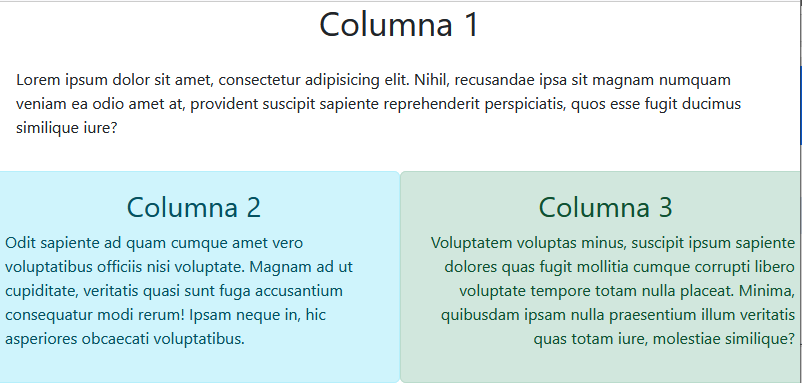 Columna 1
Lorem ipsum dolor sit amet, consectetur adipisicing elit. Nihil, recusandae ipsa sit magnam numquam
veniam ea odio amet at, provident suscipit sapiente reprehenderit perspiciatis, quos esse fugit ducimus
similique iure?
Columna 2
Odit sapiente ad quam cumque amet vero
voluptatibus officiis nisi voluptate. Magnam ad ut
cupiditate, veritatis quasi sunt fuga accusantium
consequatur modi rerum! Ipsam neque in, hic
asperiores obcaecati voluptatibus.
Columna 3
Voluptatem voluptas minus, suscipit ipsum sapiente
dolores quas fugit mollitia cumque corrupti libero
voluptate tempore totam nulla placeat. Minima,
quibusdam ipsam nulla praesentium illum veritatis
quas totam iure, molestiae similique?